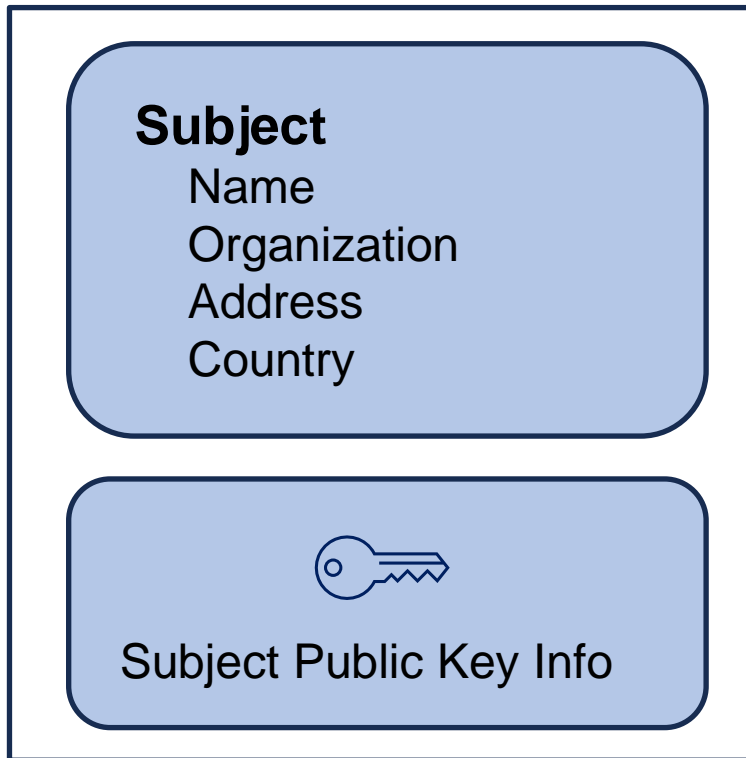 Subject
Name
Organization
Address
Country
Subject Public Key Info